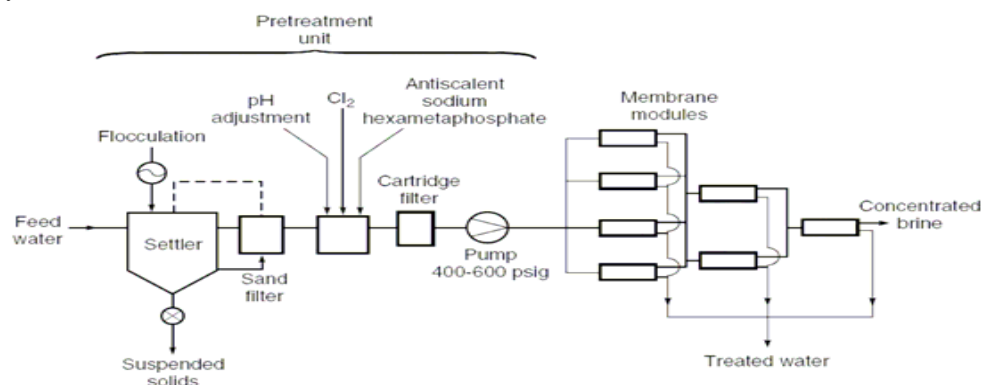 Pretreatment
unit
pH
adjustment
Cl2
Antiscalent
sodium
hexametaphosphate
Membrane
modules
Flocculation
Cartridge
filter
Feed
water
Settler
Concentrated
brine
Pump
400-600 psig
Sand
filter
Suspended
solids
Treated water